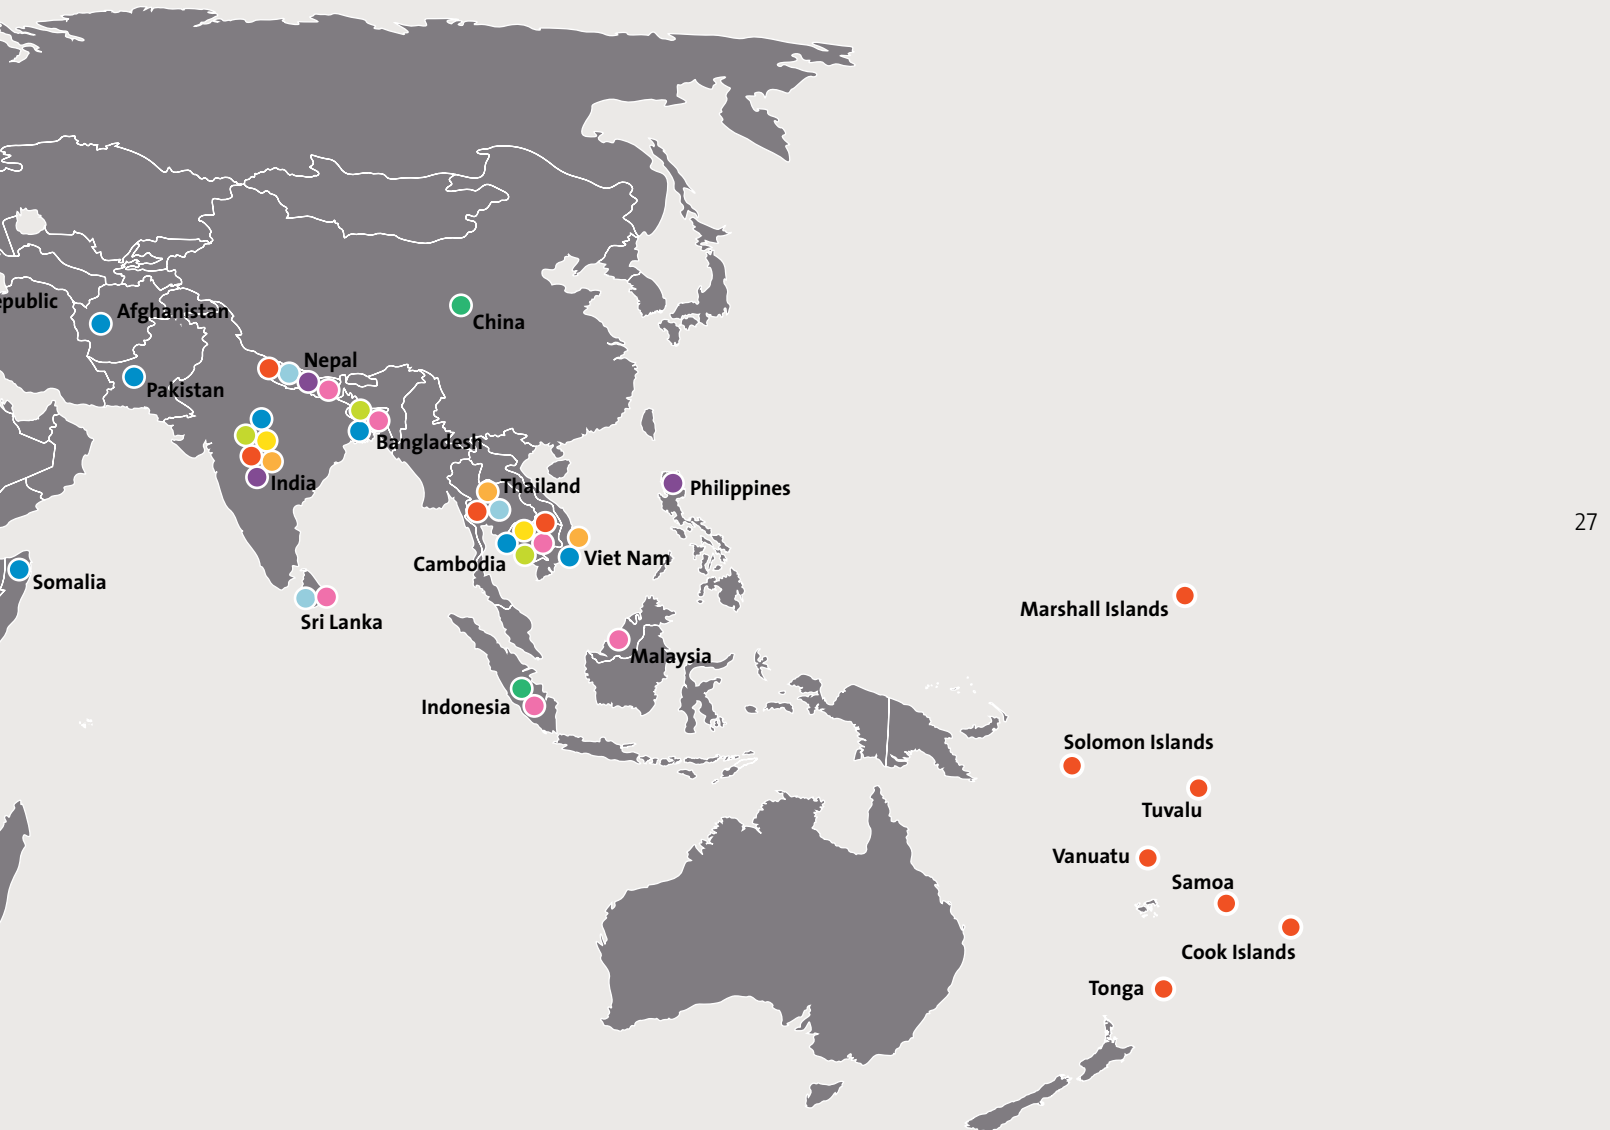 epublic
Afghanistan
China
Nepal
Pakistan
Bangladesh
India
Thailand
Philippines
27
Cambodia
Viet Nam
Somalia
Sri Lanka
Marshall Islands
Malaysia
Indonesia
Solomon Islands
Tuvalu
Vanuatu
Samoa
Cook Islands
Tonga